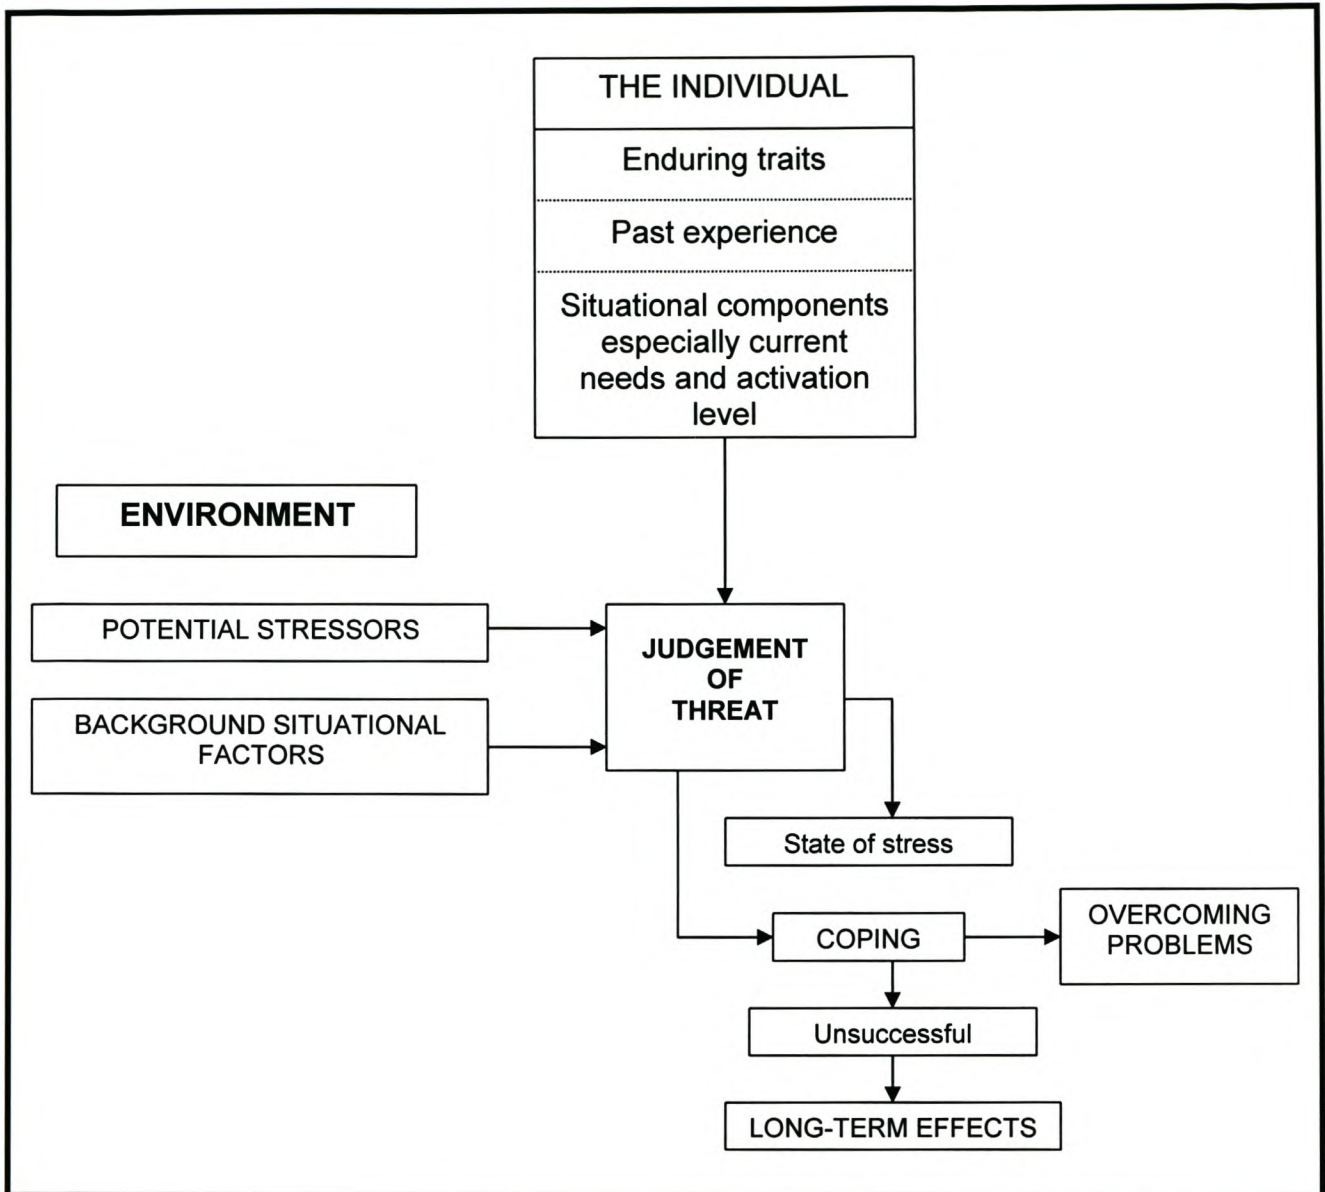 THE INDIVIDUAL
Enduring traits
Past experience
Situational components
especially current
needs and activation
level
ENVIRONMENT
POTENTIAL STRESSORS
BACKGROUND SITUATIONAL
FACTORS
JUDGEMENT
OF
THREAT
State of stress
COPING
OVERCOMING
PROBLEMS
Unsuccessful
LONG-TERM EFFECTS